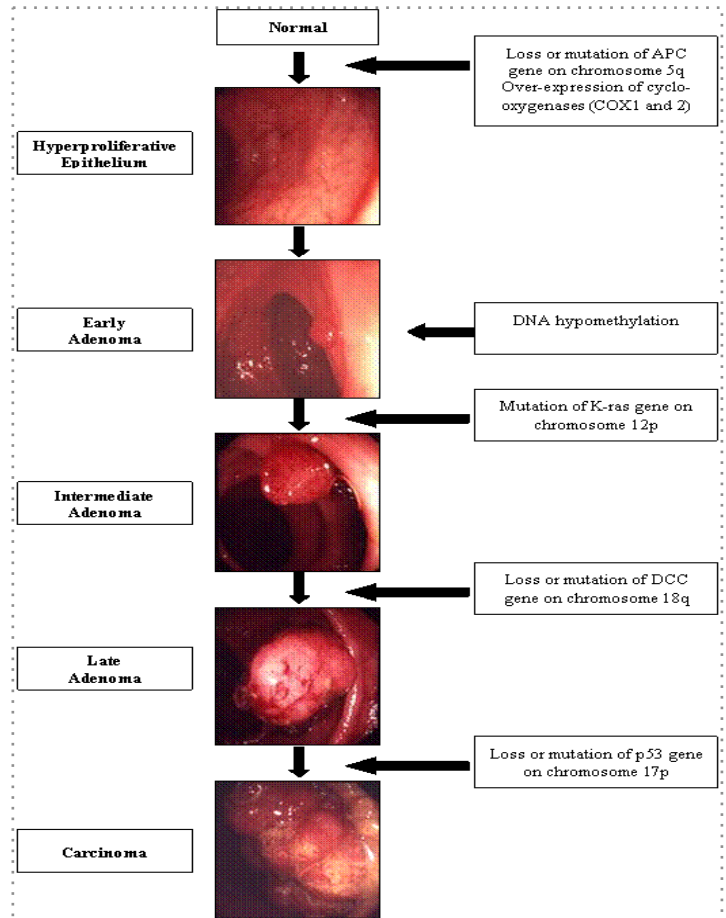 Normal
Loss or mutation of APC
gene on chromosome 5q
Over-expression of cyclo-
oxygenases (COX1 and 2)
Hyperproliferative
Epithelium
Early
Adenoma
DNA hypomethylation
Mutation of K-ras gene on
chromosome 12p
Intermediate
Adenoma
Loss or mutation of DCC
gene on chromosome 18q
Late
Adenoma
Loss or mutation of p53 gene
on chromosome 17p
Carcinoma